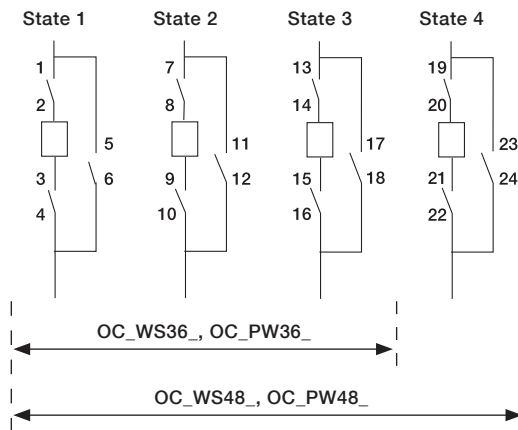 State 1 State 2 State 3 State 4
1 7 13 19
2 8 14 20
5 11 17 23
3 6 9 12 15 18 21 24
4 10 16 22
OC_WS36_, OC_PW36_
OC_WS48_, OC_PW48_